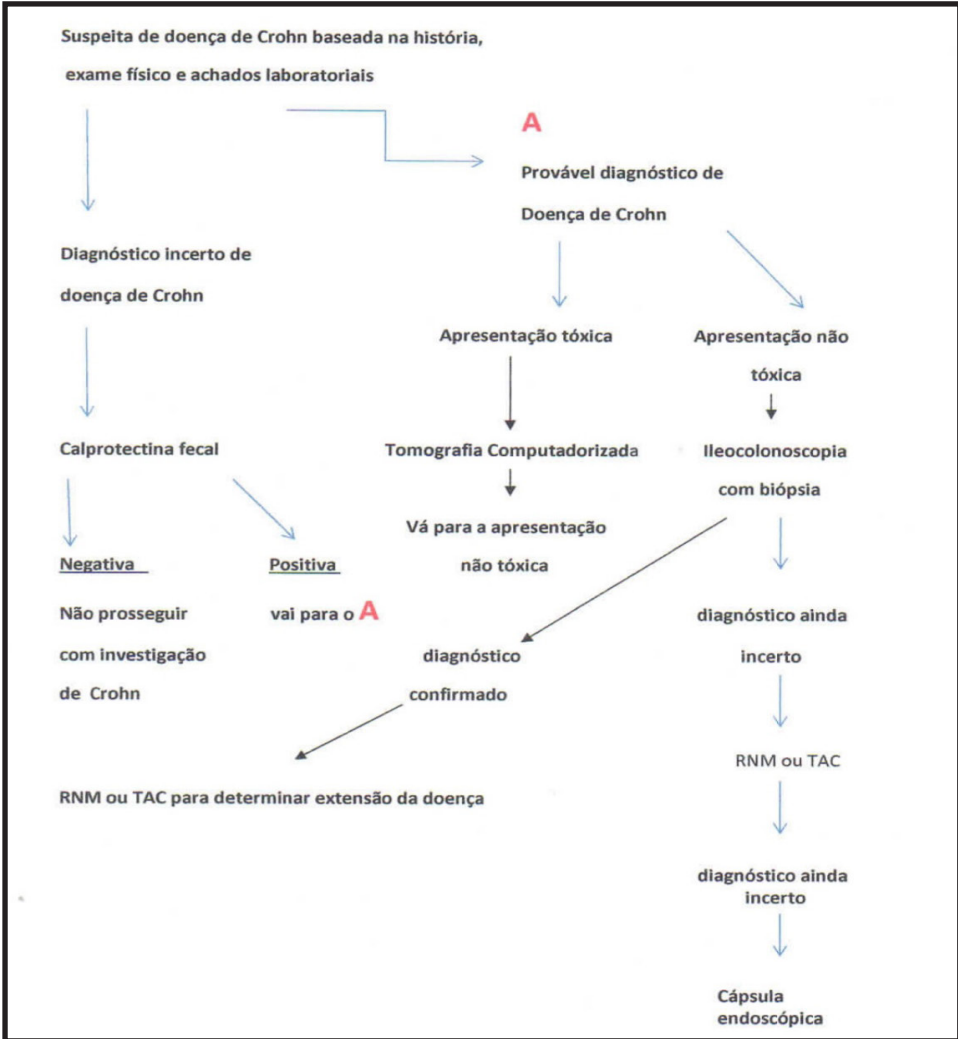 Suspeita de doença de Crohn baseada na história,
exame físico e achados laboratoriais
A
Provável diagnóstico de
Doença de Crohn
Diagnóstico incerto de
doença de Crohn
Apresentação tóxica
Apresentação não
tóxica
Calprotectina fecal
Tomografia Computadorizada
Ileocolonoscopia
com biópsia
Vá para a apresentação
não tóxica
Negativa
Positiva
Não prosseguir
com investigação
de Crohn
vai para o A
diagnóstico
confirmado
diagnóstico ainda
incerto
RNM ou TAC para determinar extensão da doença
RNM ou TAC
diagnóstico ainda
incerto
Cápsula
endoscópica